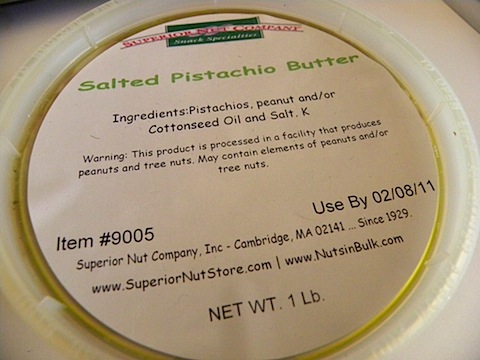 SUPERIOR NUT COMPANY
Snack Specialties
Salted Pistachio Butter
Ingredients:Pistachios, peanut and/or
Cottonseed Oil and Salt. K
Warning: This product is processed in a facility that produces
peanuts and tree nuts. May contain elements of peanuts and/or
tree nuts.
Use By 02/08/11
Item #9005
Superior Nut Company, Inc - Cambridge, MA 02141 ... Since 1929.
www.SuperiorNutStore.com | www.NutsinBulk.com
NET WT. 1 Lb.